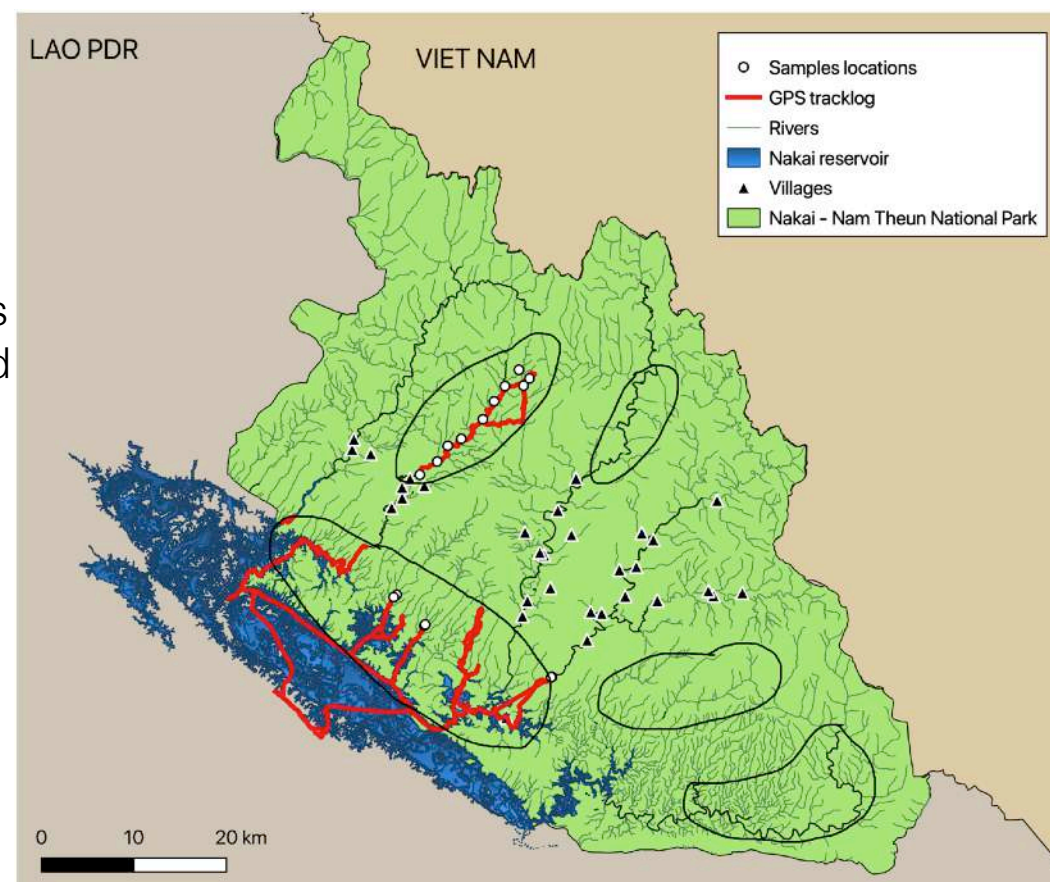 LAO PDR
VIET NAM
Samples locations
GPS tracklog
Rivers
Nakai reservoir
Villages
Nakai - Nam Theun National Park
s
d
0 10 20 km